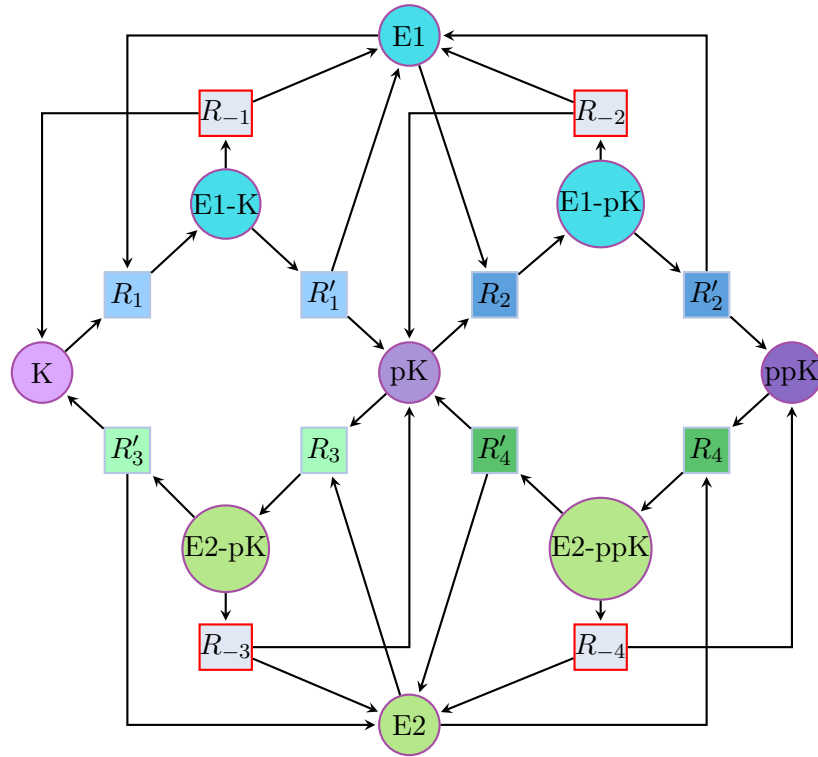 E1
R₋₁
R₋₂
E1-K
E1-pK
R₁
R′₁
R₂
R′₂
K
pK
ppK
R′₃
R₃
R′₄
R₄
E2-pK
E2-ppK
R₋₃
R₋₄
E2